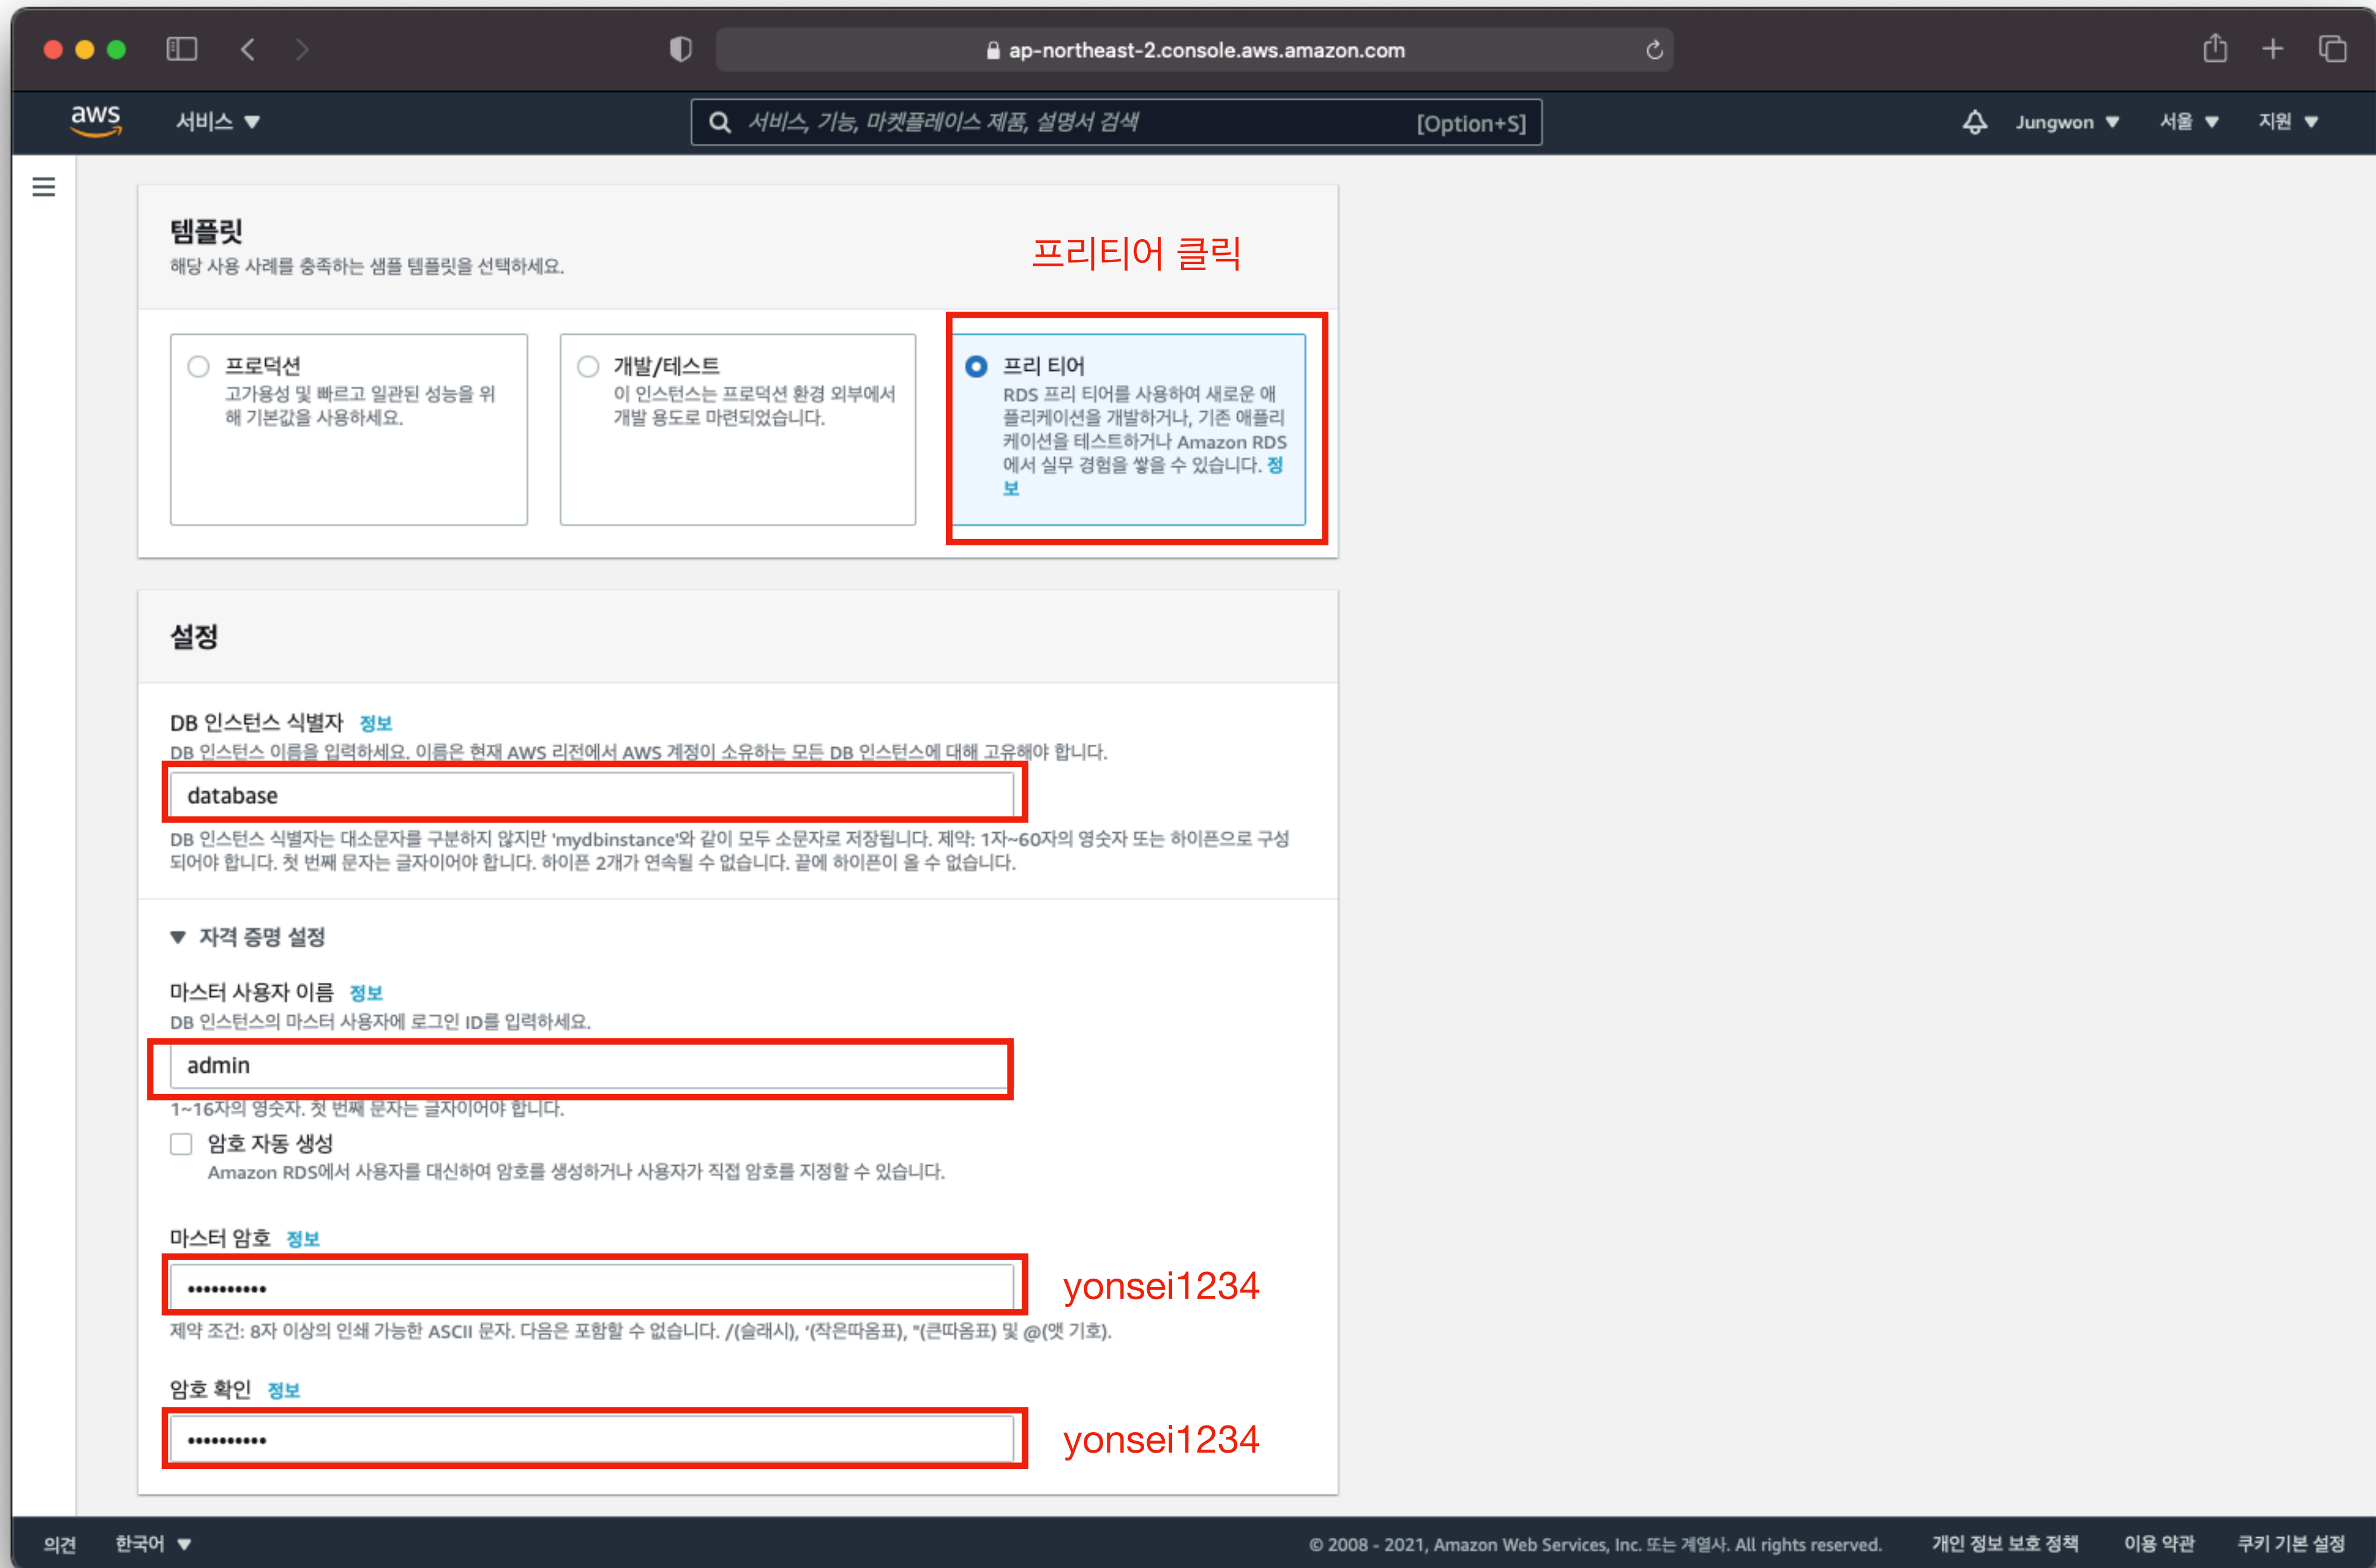 ap-northeast-2.console.aws.amazon.com
aws 서비스 ▼ 서비스, 기능, 마켓플레이스 제품, 설명서 검색 [Option+S] Jungwon ▼ 서울 ▼ 지원 ▼
템플릿
해당 사용 사례를 충족하는 샘플 템플릿을 선택하세요.
프리티어 클릭
프로덕션
고가용성 및 빠르고 일관된 성능을 위
해 기본값을 사용하세요.
개발/테스트
이 인스턴스는 프로덕션 환경 외부에서
개발 용도로 마련되었습니다.
프리 티어
RDS 프리 티어를 사용하여 새로운 애
플리케이션을 개발하거나, 기존 애플리
케이션을 테스트하거나 Amazon RDS
에서 실무 경험을 쌓을 수 있습니다. 정
보
설정
DB 인스턴스 식별자 정보
DB 인스턴스 이름을 입력하세요. 이름은 현재 AWS 리전에서 AWS 계정이 소유하는 모든 DB 인스턴스에 대해 고유해야 합니다.
database
DB 인스턴스 식별자는 대소문자를 구분하지 않지만 'mydbinstance'와 같이 모두 소문자로 저장됩니다. 제약: 1자~60자의 영숫자 또는 하이픈으로 구성
되어야 합니다. 첫 번째 문자는 글자이어야 합니다. 하이픈 2개가 연속될 수 없습니다. 끝에 하이픈이 올 수 없습니다.
▼ 자격 증명 설정
마스터 사용자 이름 정보
DB 인스턴스의 마스터 사용자에 로그인 ID를 입력하세요.
admin
1~16자의 영숫자. 첫 번째 문자는 글자이어야 합니다.
암호 자동 생성
Amazon RDS에서 사용자를 대신하여 암호를 생성하거나 사용자가 직접 암호를 지정할 수 있습니다.
마스터 암호 정보
•••••••••• yonsei1234
제약 조건: 8자 이상의 인쇄 가능한 ASCII 문자. 다음은 포함할 수 없습니다. /(슬래시), '(작은따옴표), "(큰따옴표) 및 @(앳 기호).
암호 확인 정보
•••••••••• yonsei1234
의견 한국어 ▼ © 2008 - 2021, Amazon Web Services, Inc. 또는 계열사. All rights reserved. 개인 정보 보호 정책 이용 약관 쿠키 기본 설정